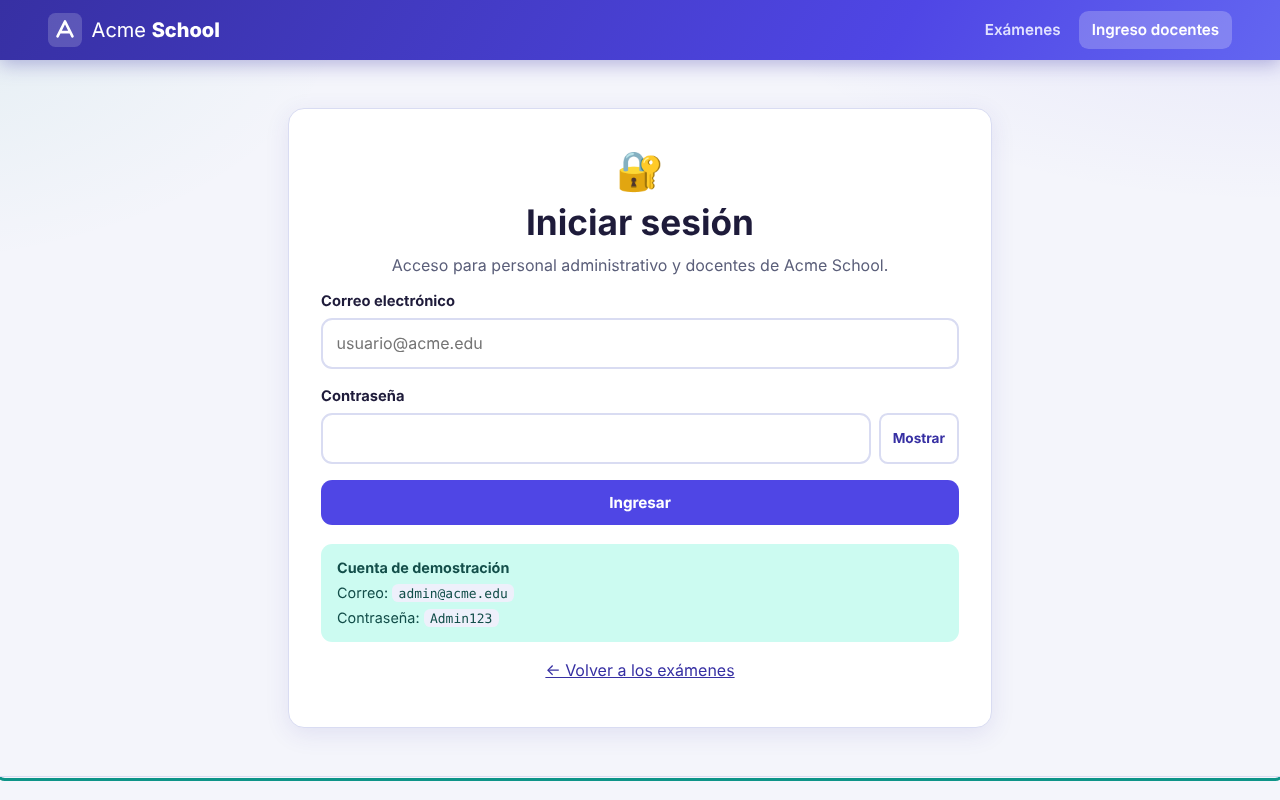 Acme School
Exámenes
Ingreso docentes
Iniciar sesión
Acceso para personal administrativo y docentes de Acme School.
Correo electrónico
usuario@acme.edu
Contraseña
Mostrar
Ingresar
Cuenta de demostración
Correo: admin@acme.edu
Contraseña: Admin123
← Volver a los exámenes